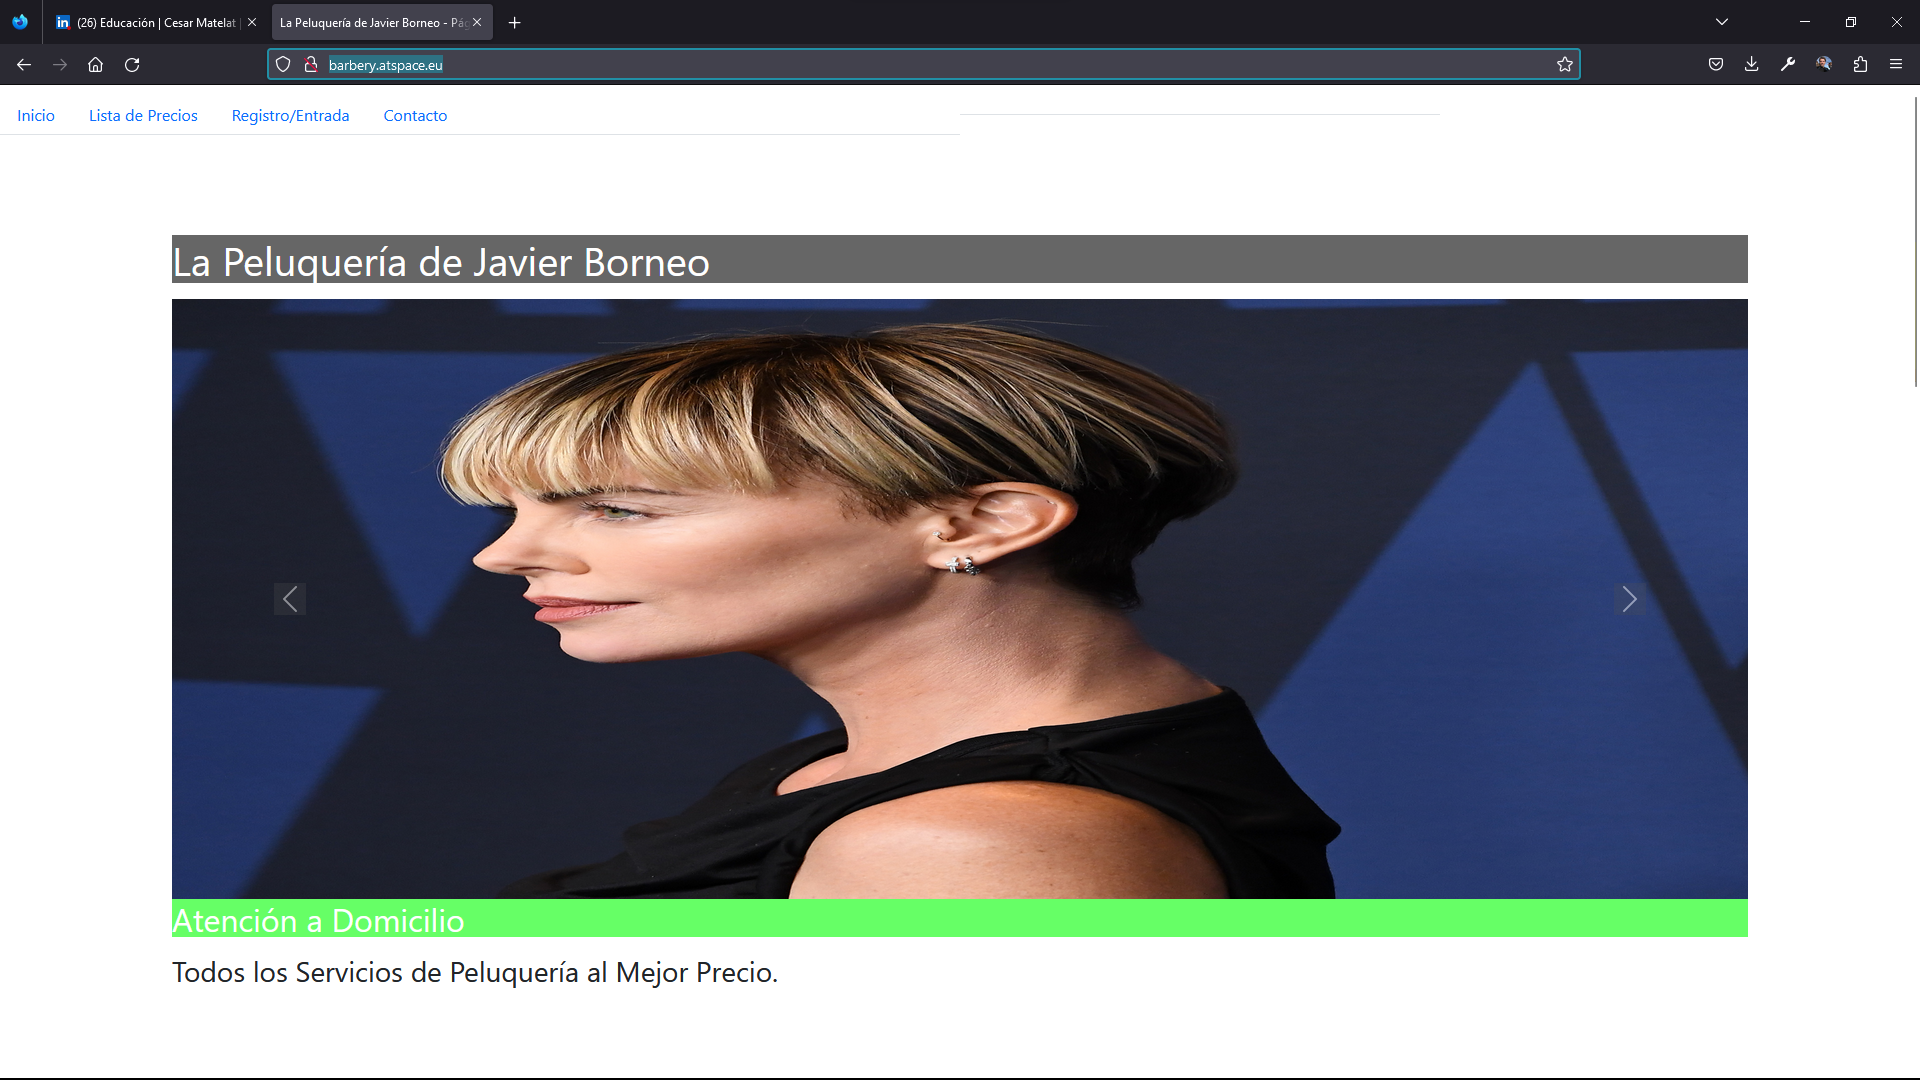 (26) Educación | Cesar Matelat |
La Peluquería de Javier Borneo - Pág
barbery.atspace.eu
Inicio
Lista de Precios
Registro/Entrada
Contacto
La Peluquería de Javier Borneo
Atención a Domicilio
Todos los Servicios de Peluquería al Mejor Precio.